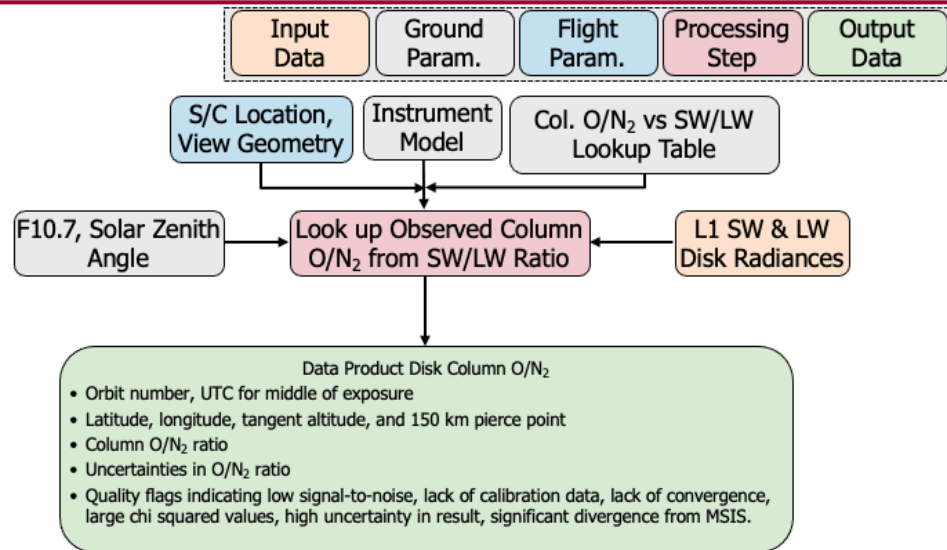 Input
Data
Ground
Param.
Flight
Param.
Processing
Step
Output
Data
S/C Location,
View Geometry
Instrument
Model
Col. O/N₂ vs SW/LW
Lookup Table
F10.7, Solar Zenith
Angle
Look up Observed Column
O/N₂ from SW/LW Ratio
L1 SW & LW
Disk Radiances
Data Product Disk Column O/N₂
• Orbit number, UTC for middle of exposure
• Latitude, longitude, tangent altitude, and 150 km pierce point
• Column O/N₂ ratio
• Uncertainties in O/N₂ ratio
• Quality flags indicating low signal-to-noise, lack of calibration data, lack of convergence,
large chi squared values, high uncertainty in result, significant divergence from MSIS.